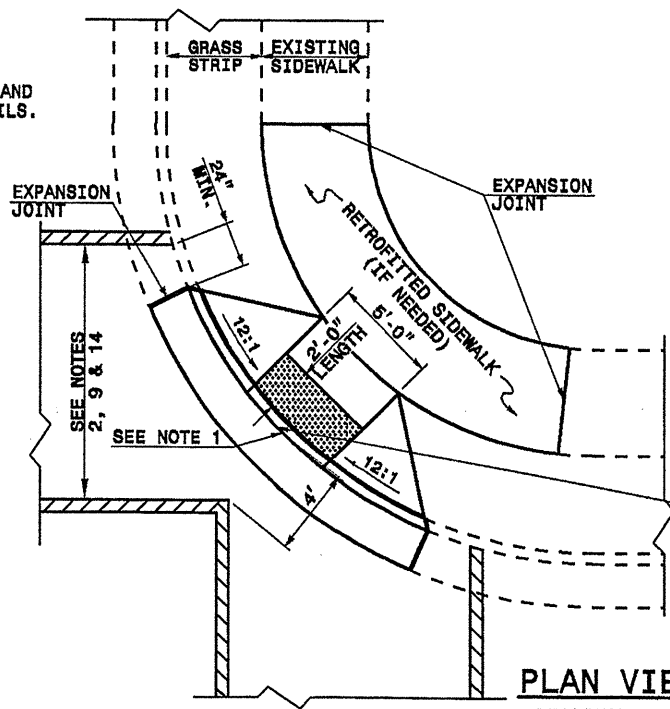 GRASS
STRIP
EXISTING
SIDEWALK
AND
ILS.
24"
MIN.
EXPANSION
JOINT
EXPANSION
JOINT
RETROFITTED SIDEWALK
(IF NEEDED)
5'-0"
2'-0"
LENGTH
12:1
SEE NOTES
2, 9 & 14
SEE NOTE 1
12:1
4'
PLAN VIE